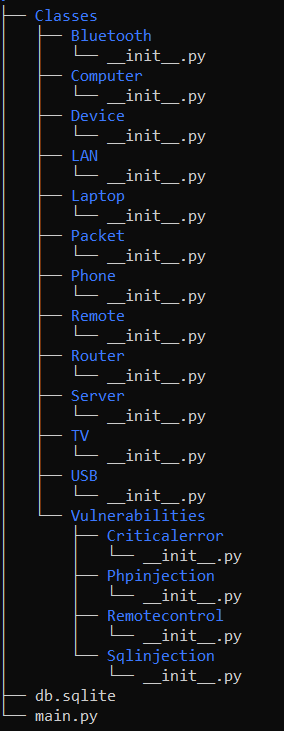 Classes
Bluetooth
__init__.py
Computer
__init__.py
Device
__init__.py
LAN
__init__.py
Laptop
__init__.py
Packet
__init__.py
Phone
__init__.py
Remote
__init__.py
Router
__init__.py
Server
__init__.py
TV
__init__.py
USB
__init__.py
Vulnerabilities
Criticalerror
__init__.py
Phpinjection
__init__.py
Remotecontrol
__init__.py
Sqlinjection
__init__.py
db.sqlite
main.py